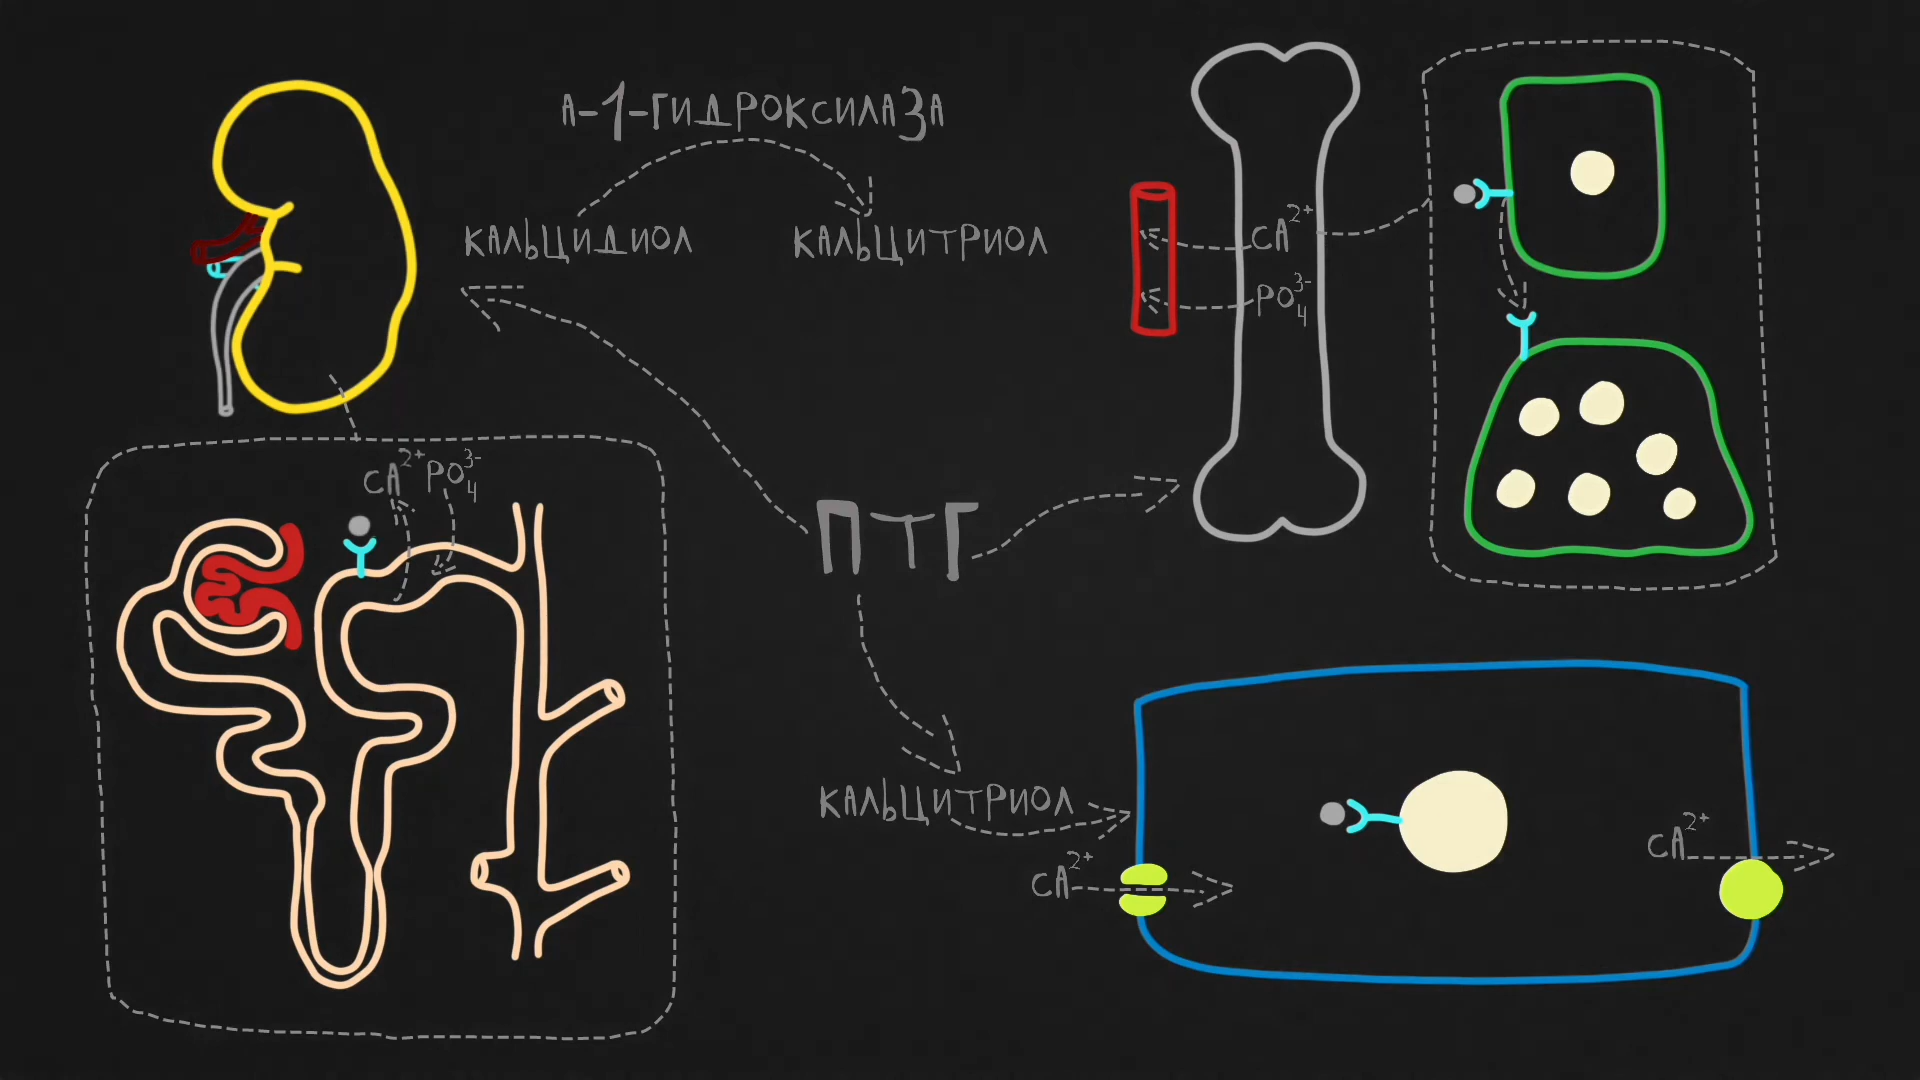 А-1-ГИДРОКСИЛАЗА
КАЛЬЦИДИОЛ
КАЛЬЦИТРИОЛ
CA2+
PO43-
CA2+ PO43-
ПТГ
КАЛЬЦИТРИОЛ
CA2+
CA2+